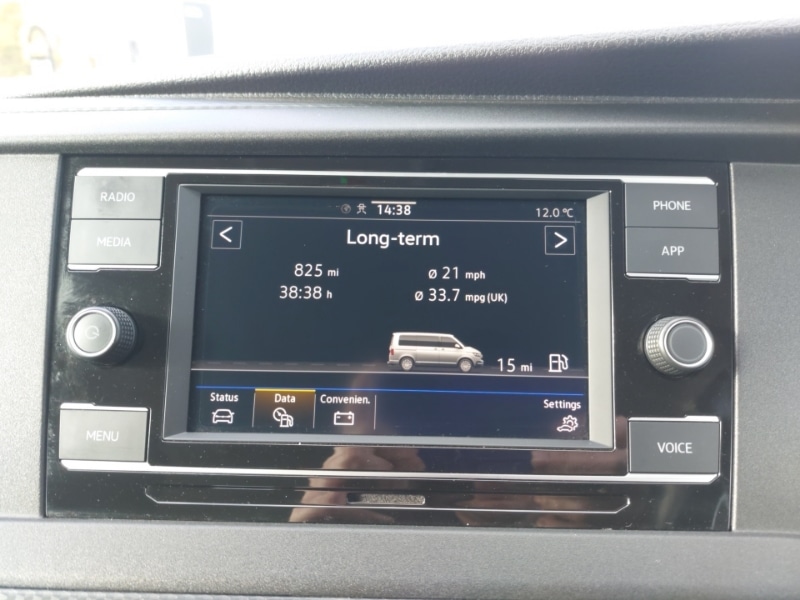 RADIO
MEDIA
MENU
PHONE
APP
VOICE
14:38
12.0 °C
<
Long-term
>
825 mi
ø 21 mph
38:38 h
ø 33.7 mpg (UK)
15 mi
Status
Data
Convenien.
Settings